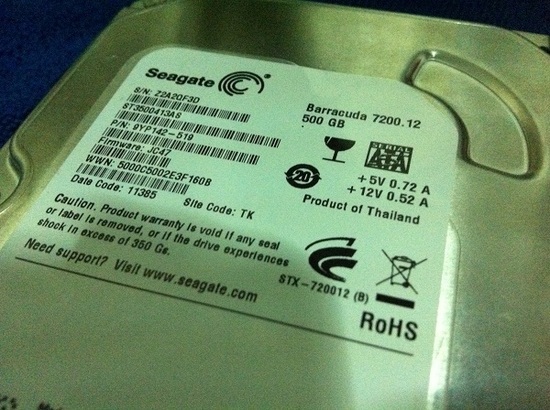 Seagate
S/N: Z2A2QF3D
ST3500413AS
P/N: 9YP142-519
Firmware: JC47
WWN: 5000C5002E3F160B
Date Code: 11385 Site Code: TK
Barracuda 7200.12
500 GB
SERIAL
ATA
20
+5V 0.72 A
+12V 0.52 A
Product of Thailand
Caution. Product warranty is void if any seal
or label is removed, or if the drive experiences
shock in excess of 350 Gs.
Need support? Visit www.seagate.com
STX-720012 (B)
RoHS